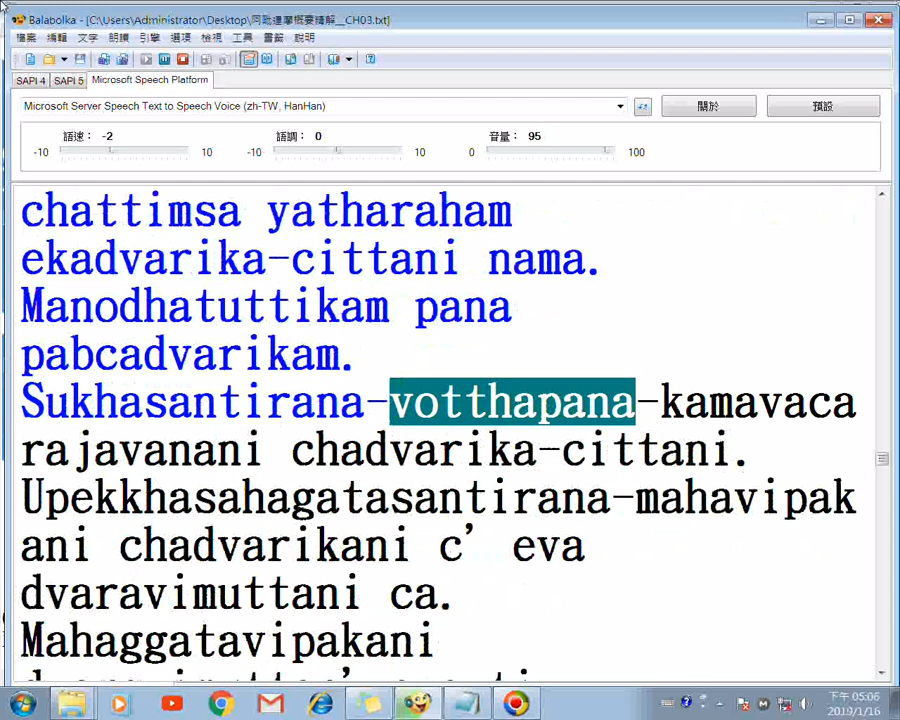 Balabolka - [C:\Users\Administrator\Desktop\阿毗達摩概要精解__CH03.txt]
檔案 編輯 文字 朗讀 引擎 選項 檢視 工具 書籤 說明
SAPI 4 SAPI 5 Microsoft Speech Platform
Microsoft Server Speech Text to Speech Voice (zh-TW, HanHan) 關於 預設
語速： -2 語調： 0 音量： 95
-10 10 -10 10 0 100
chattimsa yatharaham
ekadvarika-cittani nama.
Manodhatuttikam pana
pabcadvarikam.
Sukhasantirana-votthapana-kamavaca
rajavanani chadvarika-cittani.
Upekkhasahagatasantirana-mahavipak
ani chadvarikani c’ eva
dvaravimuttani ca.
Mahaggatavipakani
下午 05:06
2019/1/16